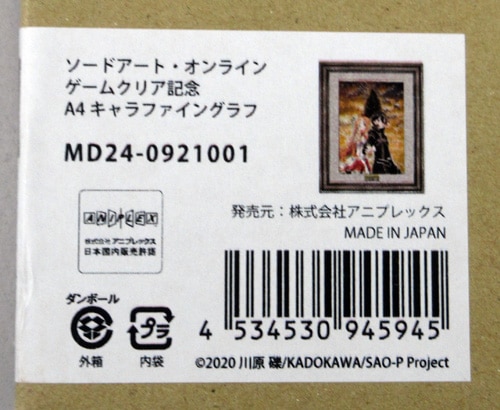 ソードアート・オンライン
ゲームクリア記念
A4キャラファイングラフ
MD24-0921001
ANIPLEX
株式会社アニプレックス
日本国内販売許諾
発売元：株式会社アニプレックス
MADE IN JAPAN
ダンボール
外箱
プラ
内袋
4 534530 945945
©2020 川原 礫/KADOKAWA/SAO-P Project